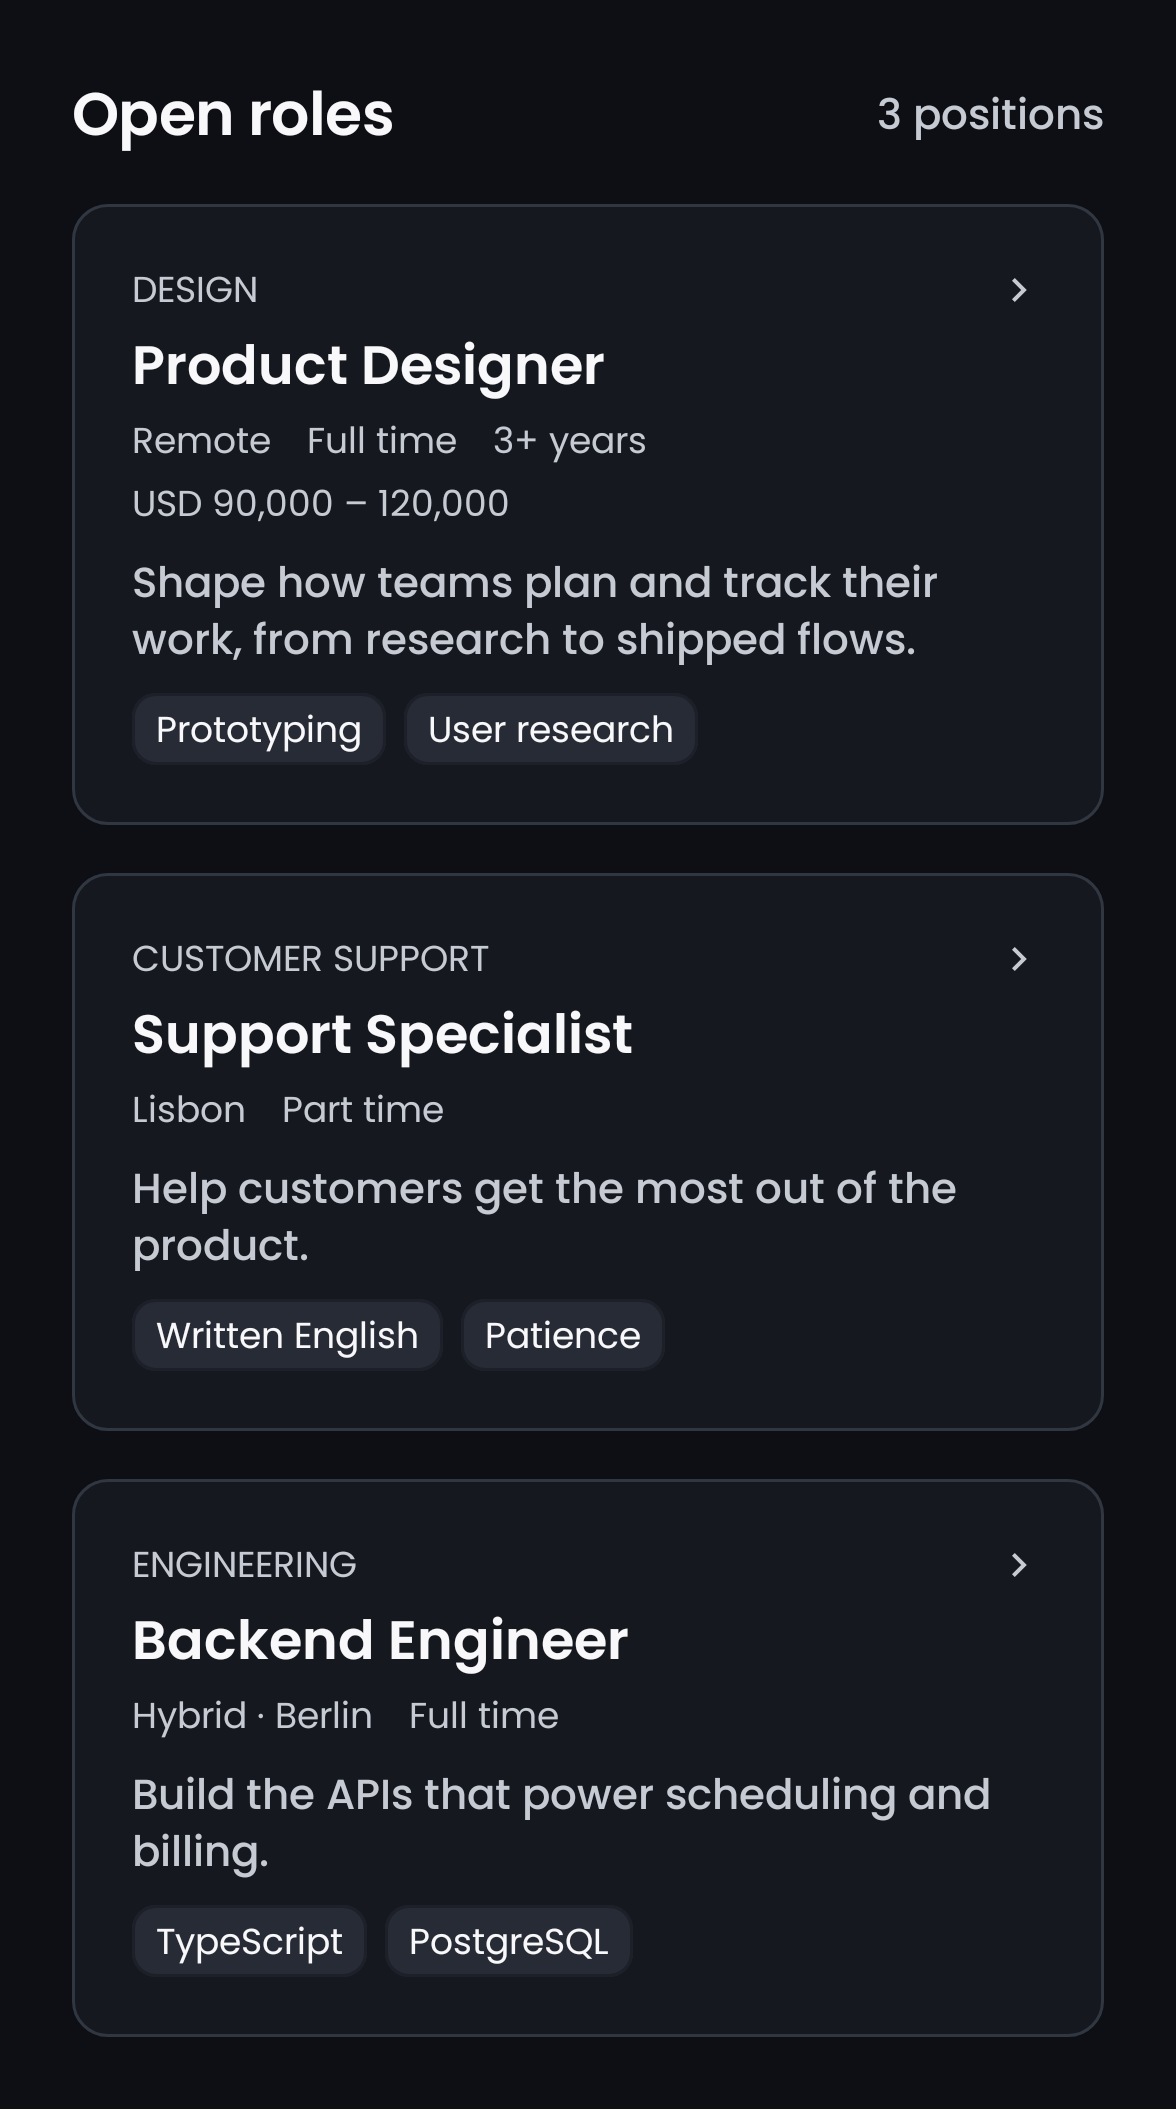 Open roles
3 positions
DESIGN
Product Designer
Remote Full time 3+ years
USD 90,000 – 120,000
Shape how teams plan and track their
work, from research to shipped flows.
Prototyping User research
CUSTOMER SUPPORT
Support Specialist
Lisbon Part time
Help customers get the most out of the
product.
Written English Patience
ENGINEERING
Backend Engineer
Hybrid · Berlin Full time
Build the APIs that power scheduling and
billing.
TypeScript PostgreSQL